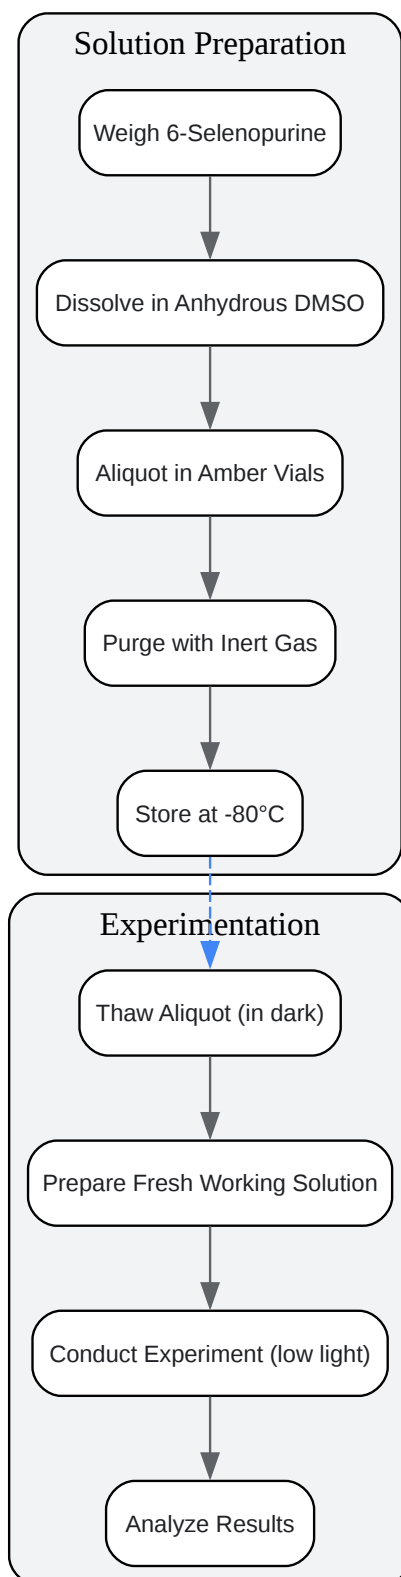 Solution Preparation
Weigh 6-Selenopurine
Dissolve in Anhydrous DMSO
Aliquot in Amber Vials
Purge with Inert Gas
Store at -80°C
Experimentation
Thaw Aliquot (in dark)
Prepare Fresh Working Solution
Conduct Experiment (low light)
Analyze Results